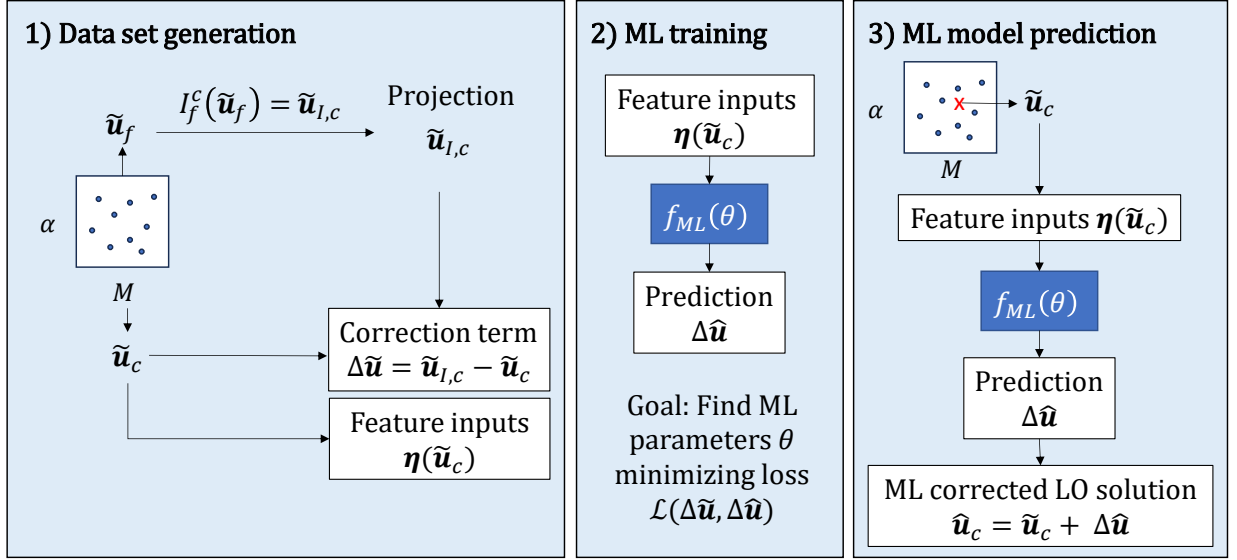 1) Data set generation
I_f^c(ũ_f) = ũ_{I,c}
Projection
ũ_f
ũ_{I,c}
α
M
ũ_c
Correction term
Δũ = ũ_{I,c} − ũ_c
Feature inputs
η(ũ_c)
2) ML training
Feature inputs
η(ũ_c)
f_{ML}(θ)
Prediction
Δû
Goal: Find ML
parameters θ
minimizing loss
ℒ(Δũ, Δû)
3) ML model prediction
α
x
ũ_c
M
Feature inputs η(ũ_c)
f_{ML}(θ)
Prediction
Δû
ML corrected LO solution
û_c = ũ_c + Δû